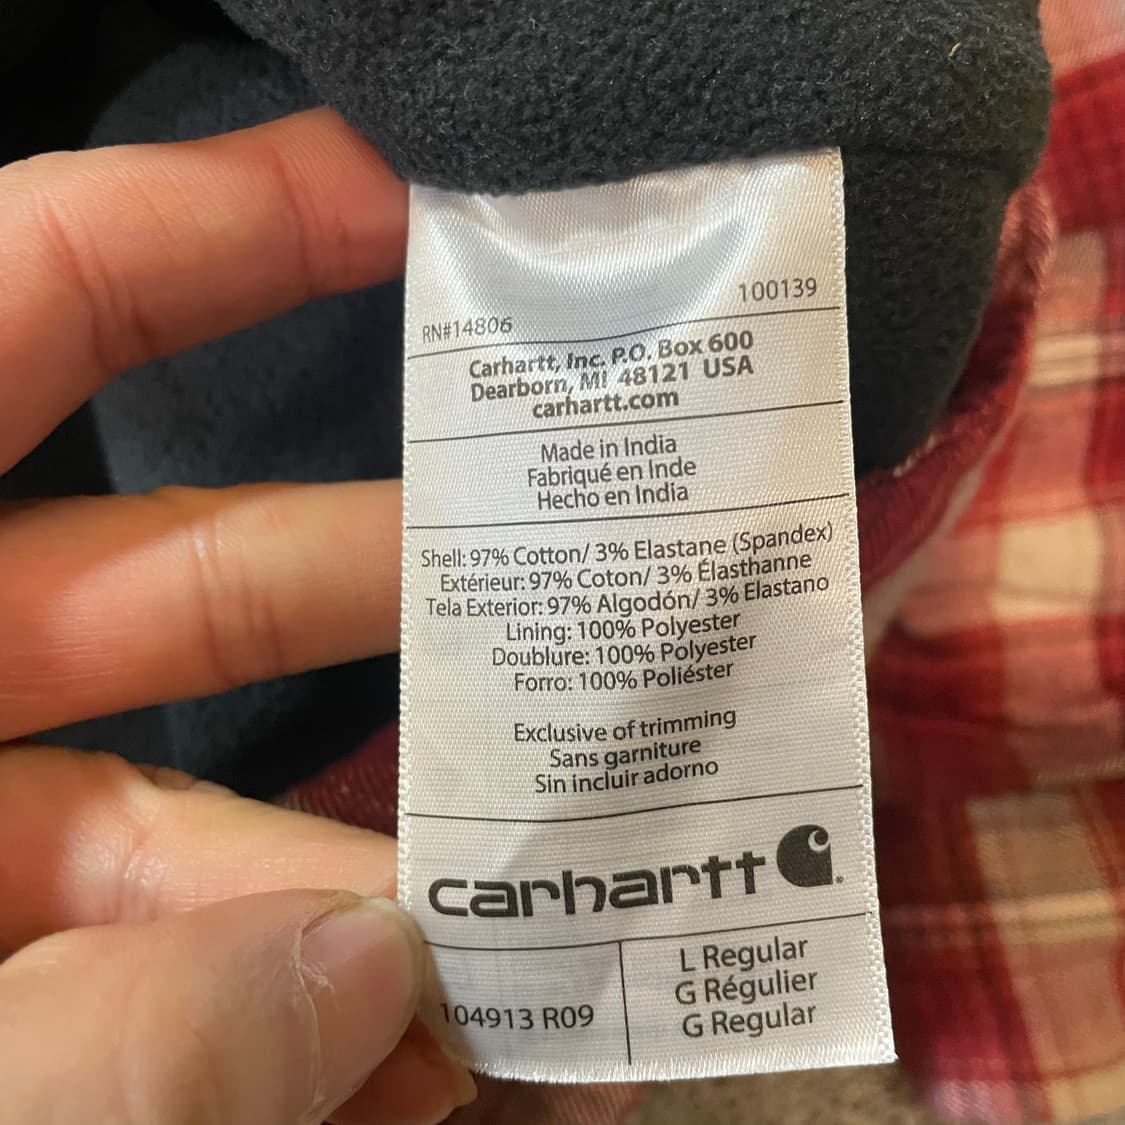 100139
RN#14806
Carhartt, Inc. P.O. Box 600
Dearborn, MI 48121 USA
carhartt.com
Made in India
Fabriqué en Inde
Hecho en India
Shell: 97% Cotton/ 3% Elastane (Spandex)
Extérieur: 97% Coton/ 3% Élasthanne
Tela Exterior: 97% Algodón/ 3% Elastano
Lining: 100% Polyester
Doublure: 100% Polyester
Forro: 100% Poliéster
Exclusive of trimming
Sans garniture
Sin incluir adorno
carhartt
104913 R09
L Regular
G Régulier
G Regular